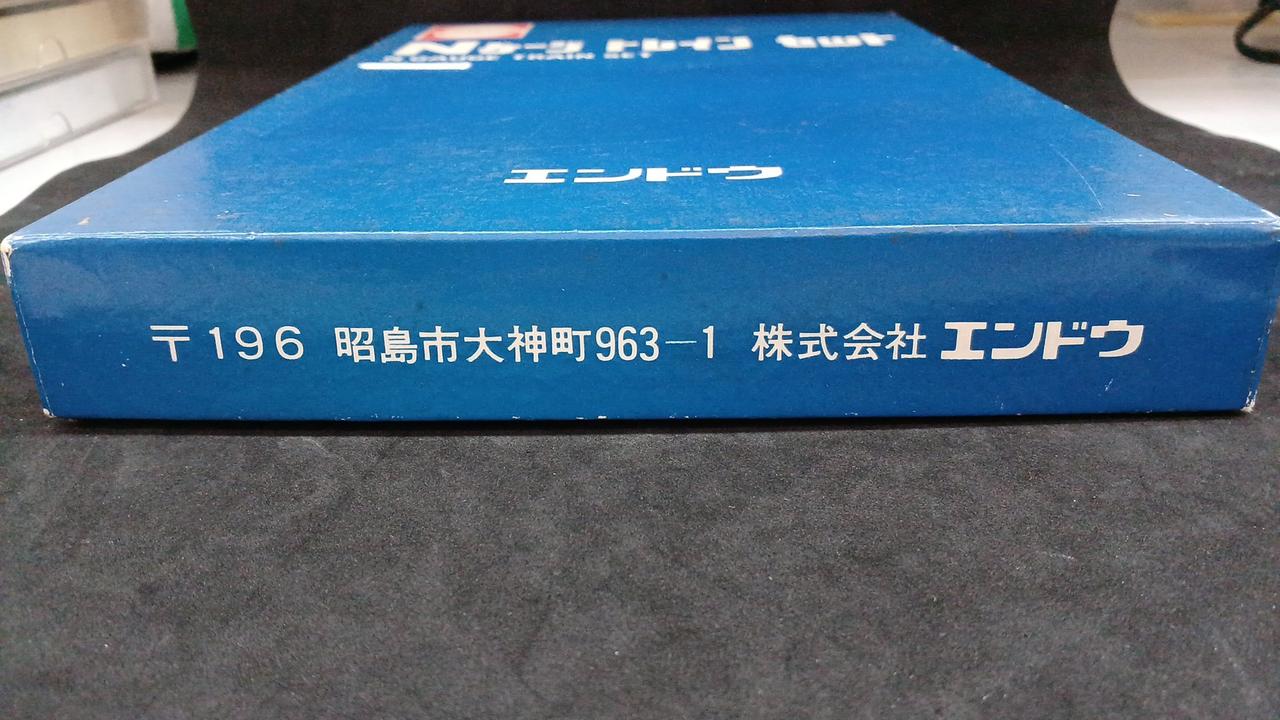 Nゲージ トレイン セット
N GAUGE TRAIN SET
エンドウ
〒196 昭島市大神町963-1 株式会社エンドウ